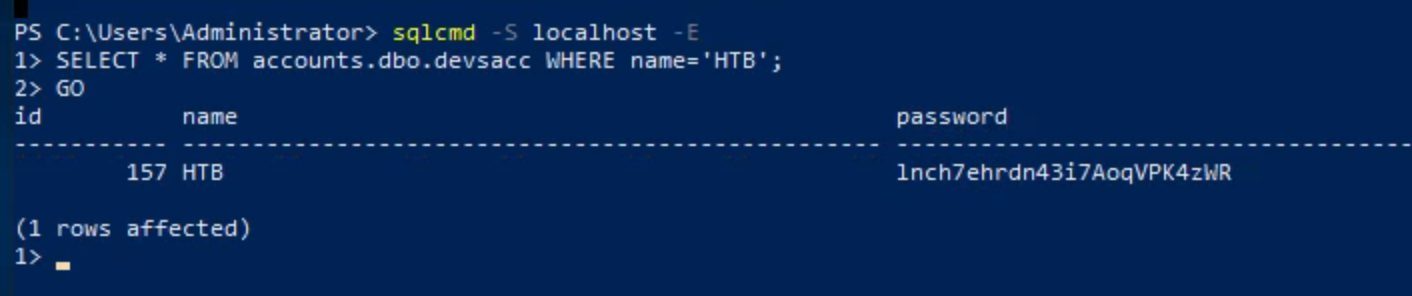 PS C:\Users\Administrator> sqlcmd -S localhost -E
1> SELECT * FROM accounts.dbo.devsacc WHERE name='HTB';
2> GO
id          name                                               password
----------- -------------------------------------------------- -------------------------------------
        157 HTB                                                lnch7ehrdn43i7AoqVPK4zWR

(1 rows affected)
1>